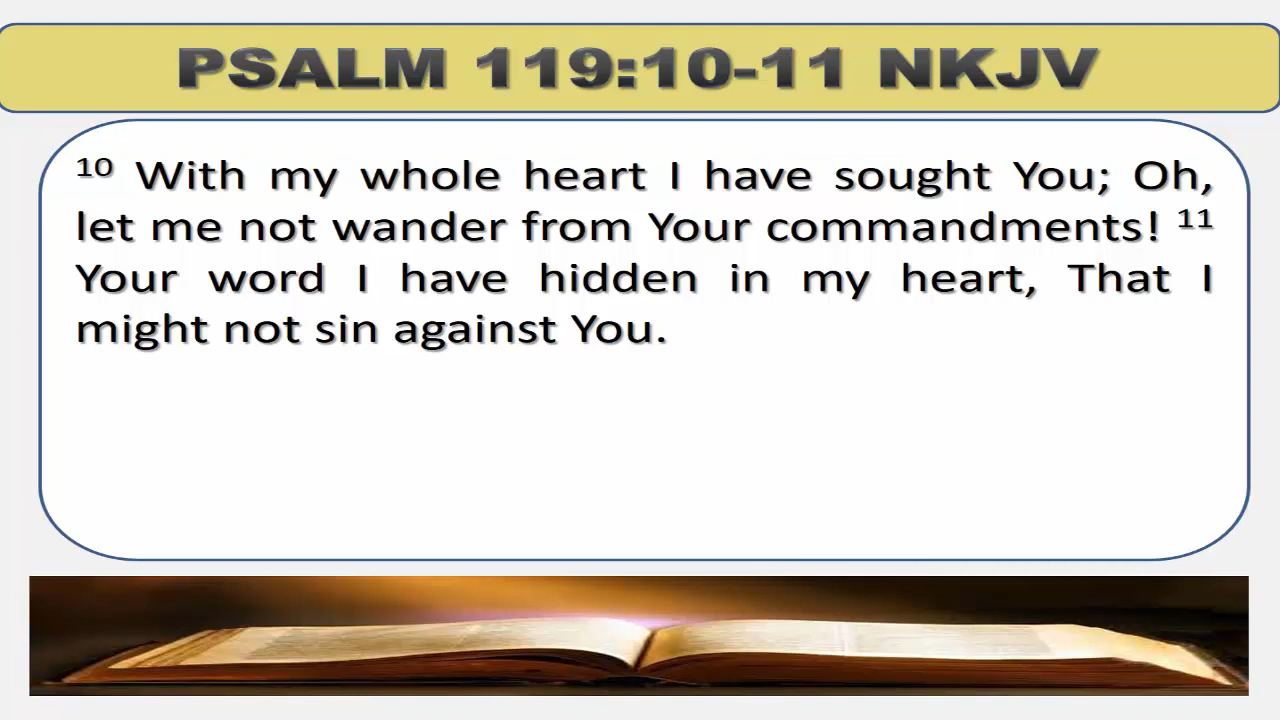 PSALM 119:10-11 NKJV
10 With my whole heart I have sought You; Oh,
let me not wander from Your commandments! 11
Your word I have hidden in my heart, That I
might not sin against You.